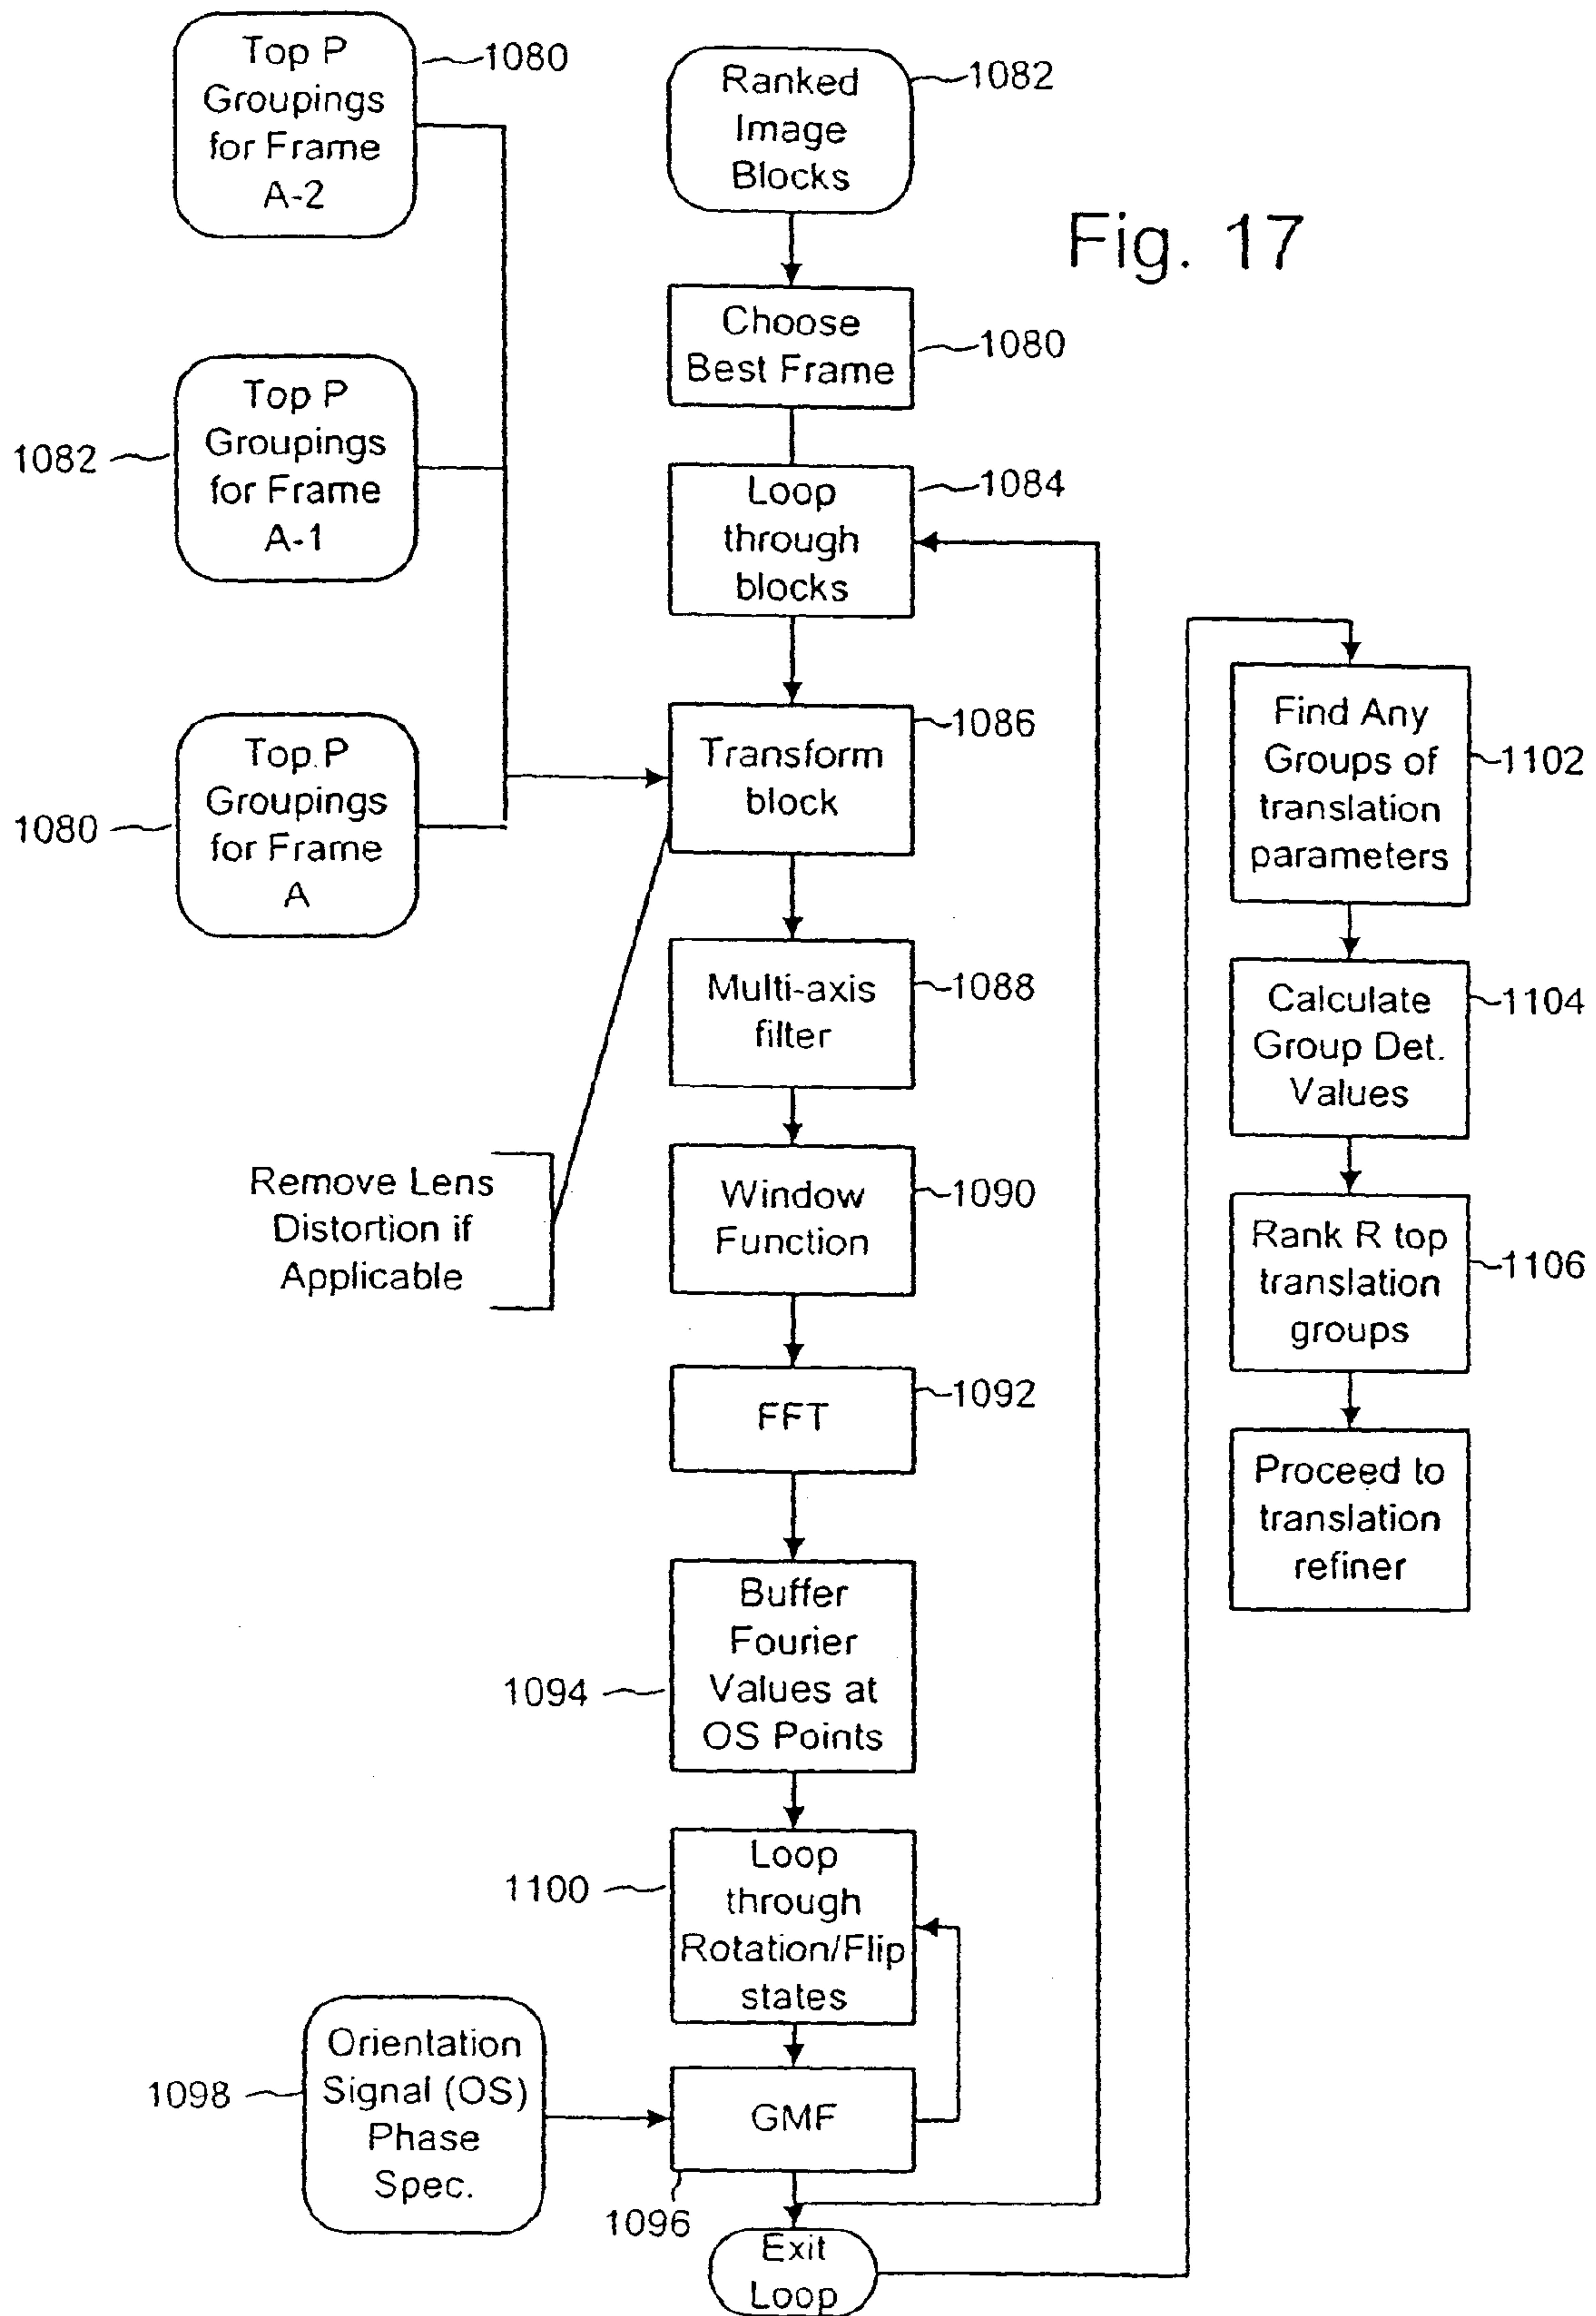 Top P
Groupings
for Frame
A-2
1080
Ranked
Image
Blocks
1082
Fig. 17
Choose
Best Frame
1080
Top P
Groupings
for Frame
A-1
1082
Loop
through
blocks
1084
Top P
Groupings
for Frame
A
1080
Transform
block
1086
Remove Lens
Distortion if
Applicable
Multi-axis
filter
1088
Window
Function
1090
FFT
1092
Buffer
Fourier
Values at
OS Points
1094
Loop
through
Rotation/Flip
states
1100
Orientation
Signal (OS)
Phase
Spec.
1098
GMF
1096
Exit
Loop
Find Any
Groups of
translation
parameters
1102
Calculate
Group Det.
Values
1104
Rank R top
translation
groups
1106
Proceed to
translation
refiner